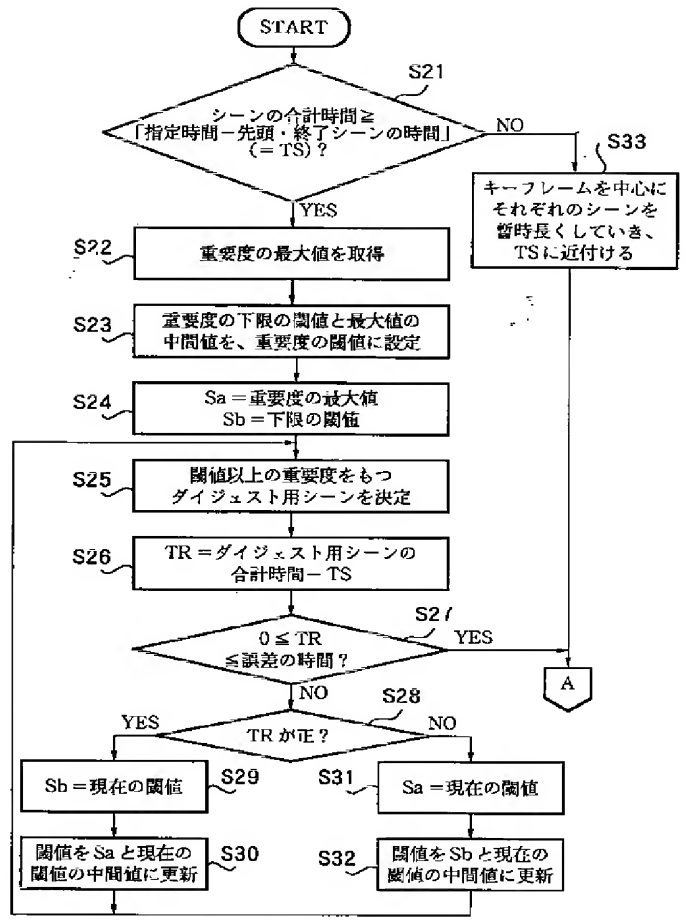 START
S21
シーンの合計時間≧
「指定時間－先頭・終了シーンの時間」
(＝TS)？
NO
YES
S33
キーフレームを中心に
それぞれのシーンを
暫時長くしていき、
TSに近付ける
S22
重要度の最大値を取得
S23
重要度の下限の閾値と最大値の
中間値を、重要度の閾値に設定
S24
Sa＝重要度の最大値
Sb＝下限の閾値
S25
閾値以上の重要度をもつ
ダイジェスト用シーンを決定
S26
TR＝ダイジェスト用シーンの
合計時間－TS
S27
0≦TR
≦誤差の時間？
YES
NO
A
S28
TRが正？
YES
NO
S29
Sb＝現在の閾値
S31
Sa＝現在の閾値
S30
閾値をSaと現在の
閾値の中間値に更新
S32
閾値をSbと現在の
閾値の中間値に更新